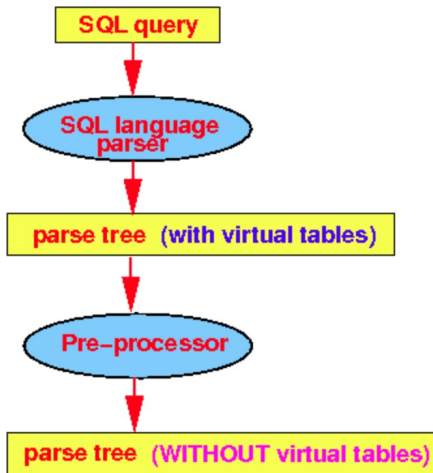 SQL query
SQL language
parser
parse tree (with virtual tables)
Pre-processor
parse tree (WITHOUT virtual tables)